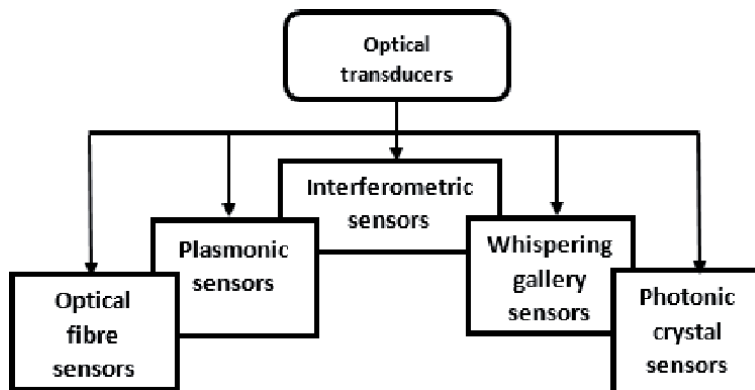 Optical
transducers
Interferometric
sensors
Plasmonic
sensors
Whispering
gallery
sensors
Optical
fibre
sensors
Photonic
crystal
sensors